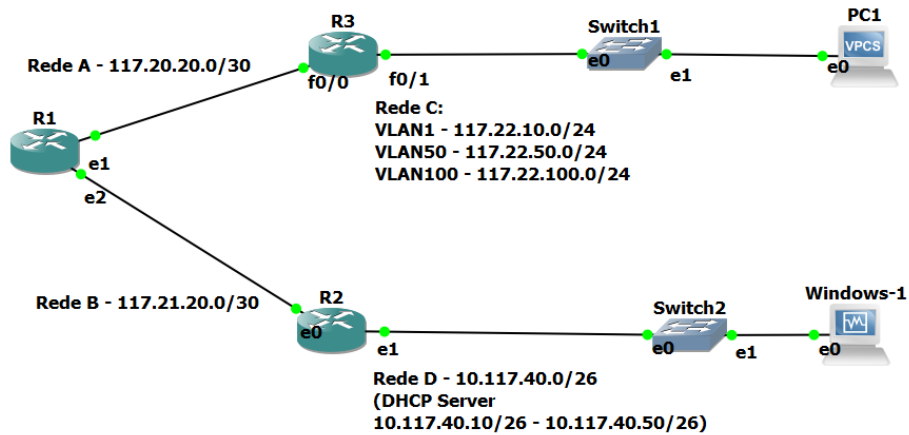 R3
Switch1
PC1
VPCS
Rede A - 117.20.20.0/30
f0/0
f0/1
e0
e1
e0
Rede C:
VLAN1 - 117.22.10.0/24
VLAN50 - 117.22.50.0/24
VLAN100 - 117.22.100.0/24
R1
e1
e2
Rede B - 117.21.20.0/30
R2
Switch2
Windows-1
e0
e1
e0
e1
e0
Rede D - 10.117.40.0/26
(DHCP Server
10.117.40.10/26 - 10.117.40.50/26)